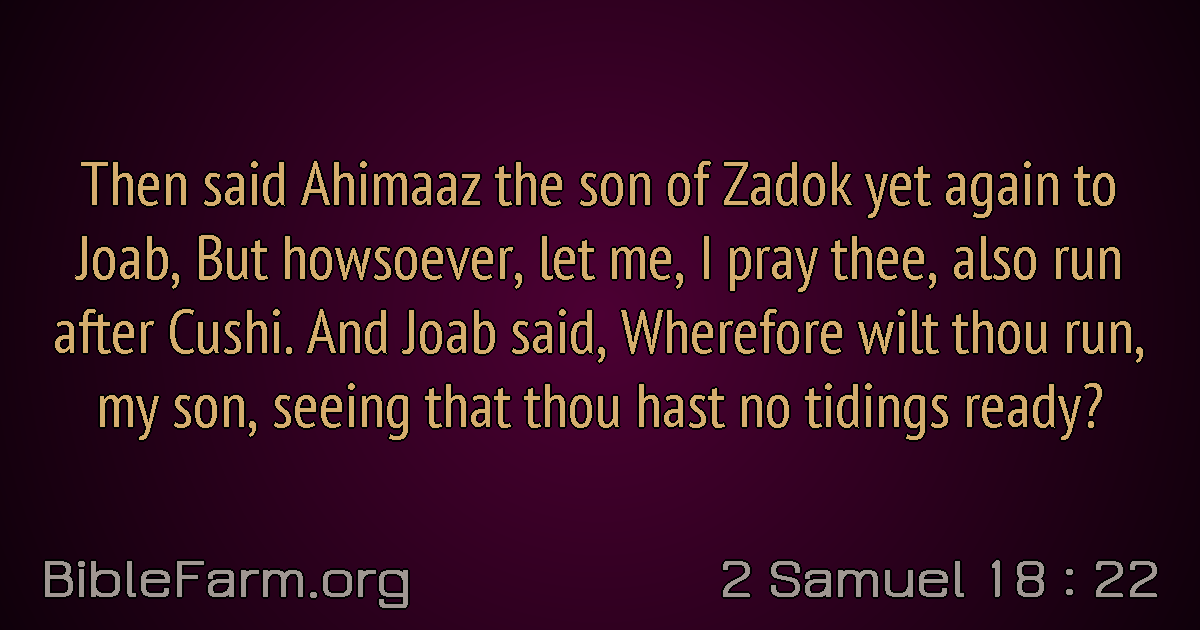 Then said Ahimaaz the son of Zadok yet again to
Joab, But howsoever, let me, I pray thee, also run
after Cushi. And Joab said, Wherefore wilt thou run,
my son, seeing that thou hast no tidings ready?
BibleFarm.org
2 Samuel 18 : 22